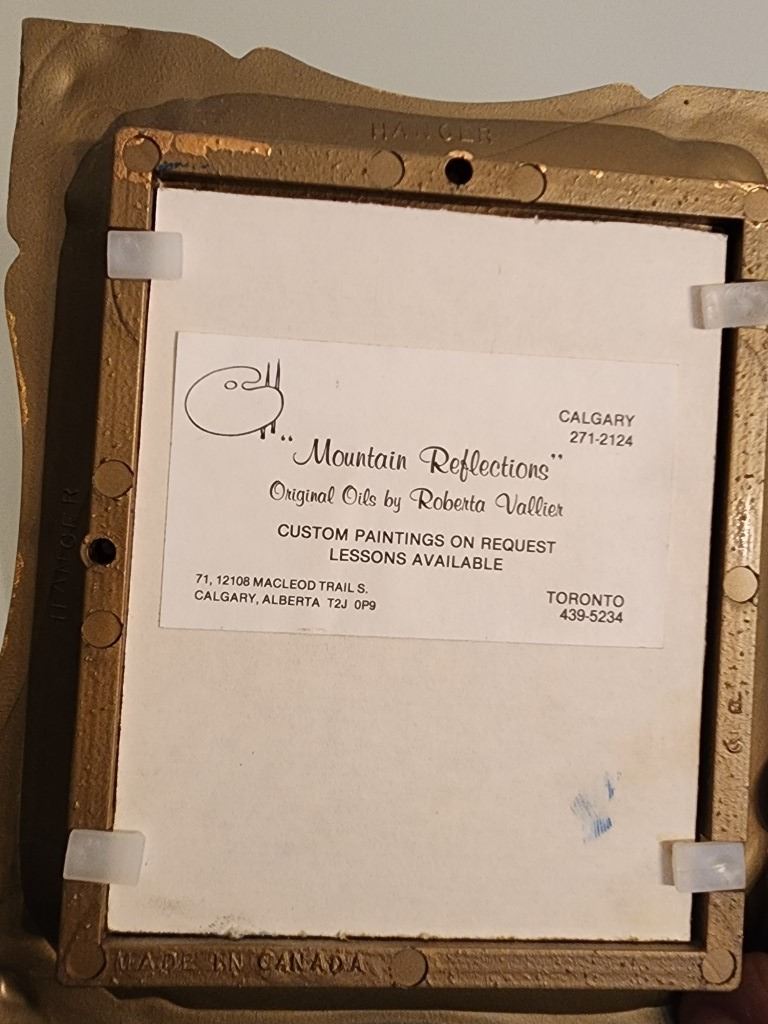 HANGER
CALGARY
271-2124
"Mountain Reflections"
Original Oils by Roberta Vallier
CUSTOM PAINTINGS ON REQUEST
LESSONS AVAILABLE
71, 12108 MACLEOD TRAIL S.
CALGARY, ALBERTA T2J 0P9
TORONTO
439-5234
HANGER
MADE IN CANADA